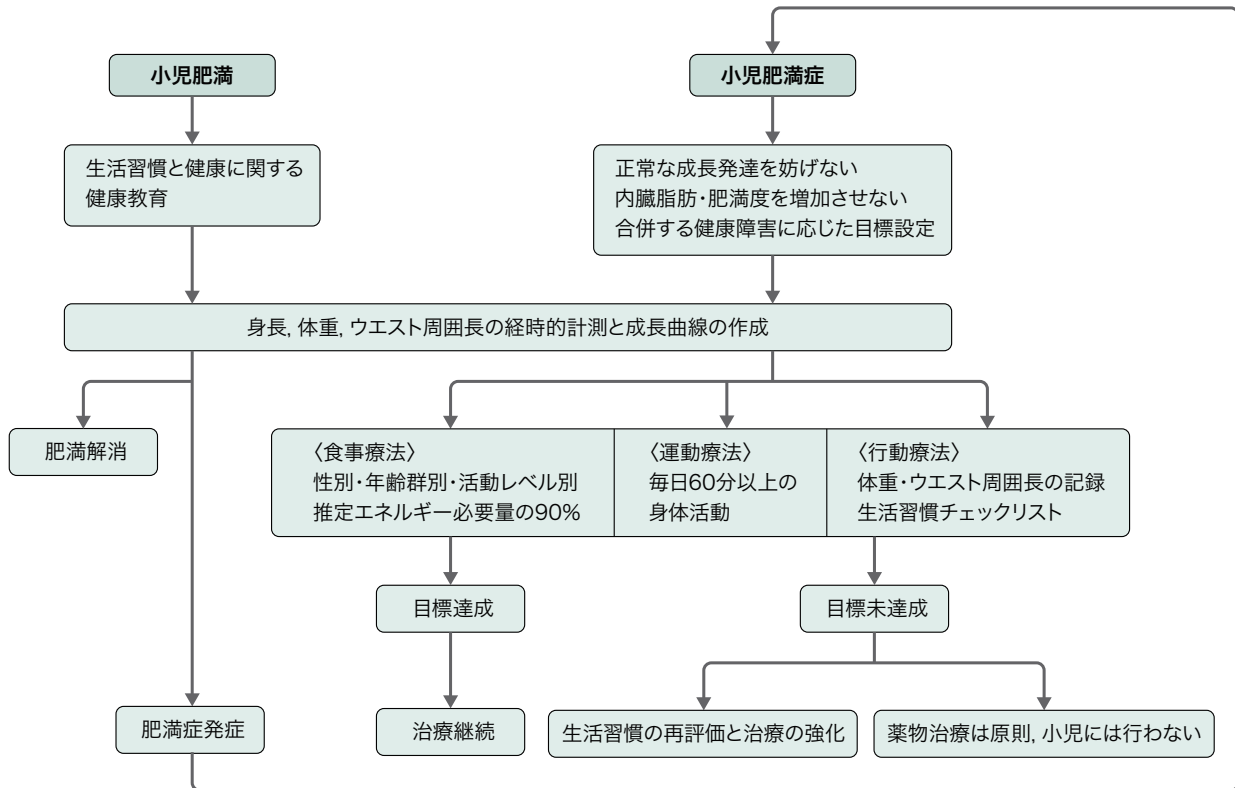 小児肥満
小児肥満症
生活習慣と健康に関する
健康教育
正常な成長発達を妨げない
内臓脂肪・肥満度を増加させない
合併する健康障害に応じた目標設定
身長, 体重, ウエスト周囲長の経時的計測と成長曲線の作成
肥満解消
〈食事療法〉
性別・年齢群別・活動レベル別
推定エネルギー必要量の90%
〈運動療法〉
毎日60分以上の
身体活動
〈行動療法〉
体重・ウエスト周囲長の記録
生活習慣チェックリスト
目標達成
目標未達成
肥満症発症
治療継続
生活習慣の再評価と治療の強化
薬物治療は原則, 小児には行わない